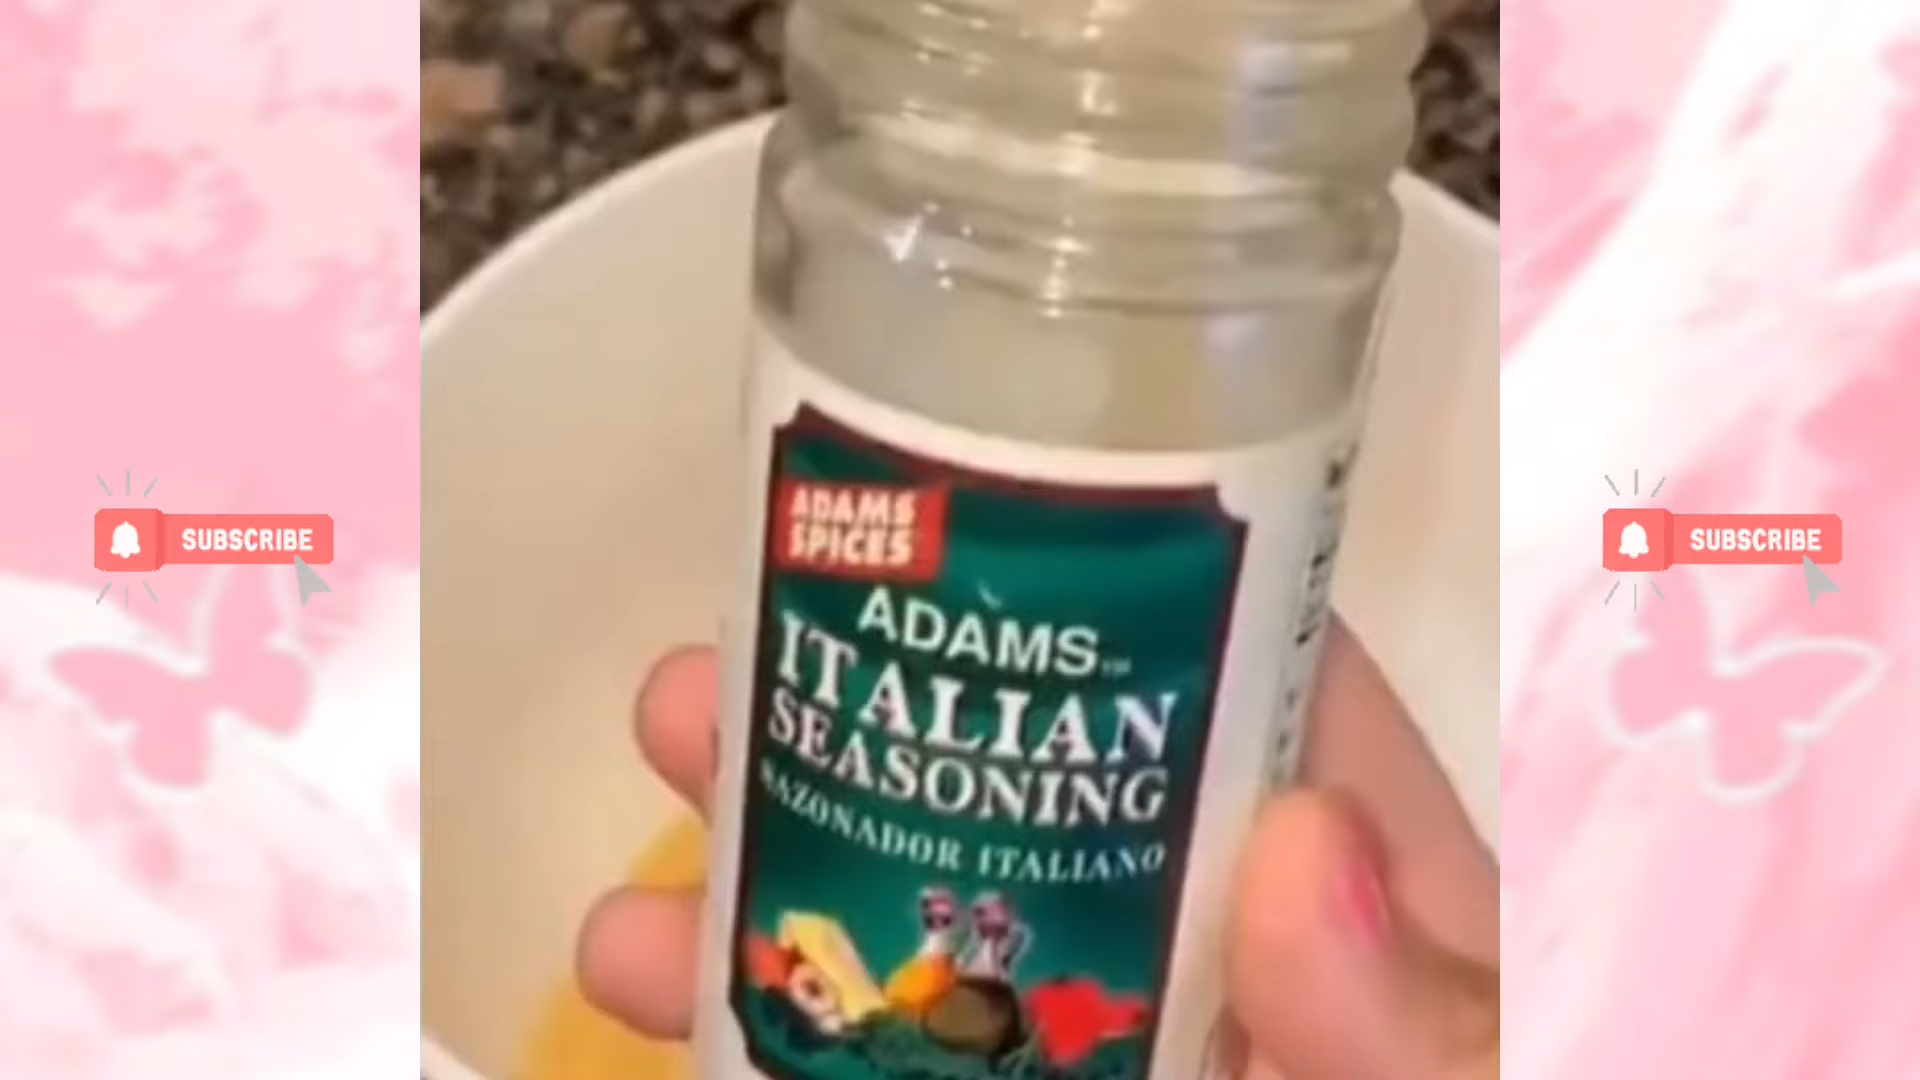 ADAMS
SPICES
ADAMS
ITALIAN
SEASONING
SAZONADOR ITALIANO
SUBSCRIBE
SUBSCRIBE